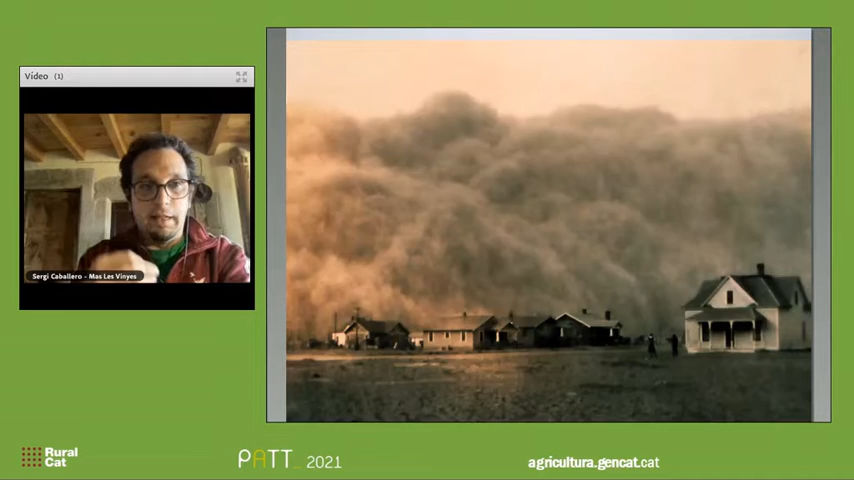 Vídeo (1)
Sergi Caballero - Mas Les Vinyes
Rural
Cat
PATT 2021
agricultura.gencat.cat